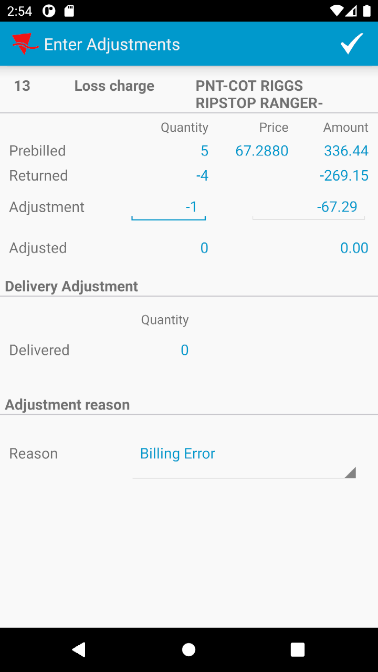 2:54
Enter Adjustments
13 Loss charge PNT-COT RIGGS
RIPSTOP RANGER-
Quantity Price Amount
Prebilled 5 67.2880 336.44
Returned -4 -269.15
Adjustment -1 -67.29
Adjusted 0 0.00
Delivery Adjustment
Quantity
Delivered 0
Adjustment reason
Reason Billing Error